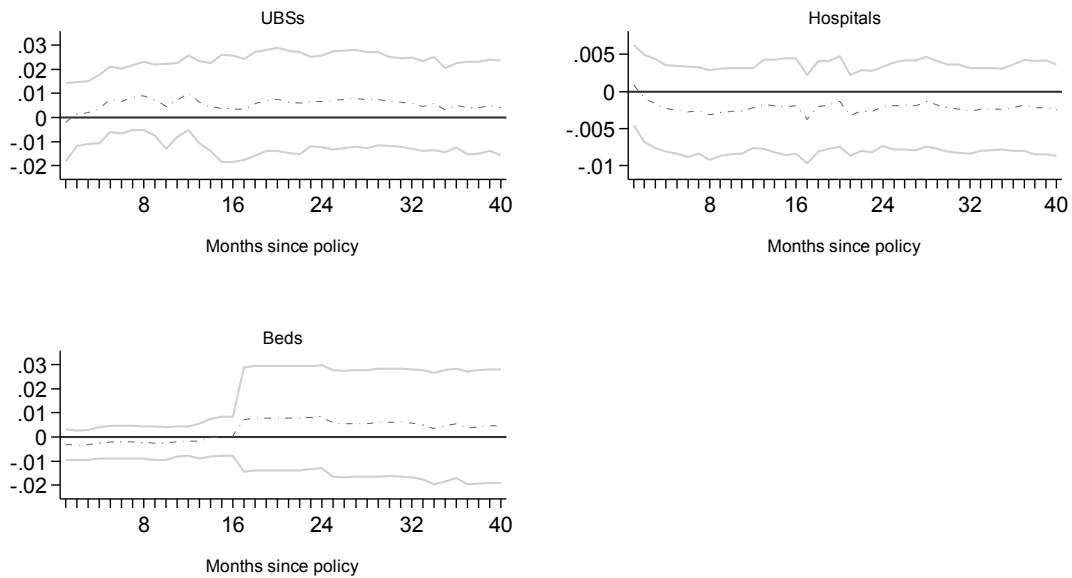 UBSs
.03
.02
.01
0
-.01
-.02
8 16 24 32 40
Months since policy
Hospitals
.005
0
-.005
-.01
8 16 24 32 40
Months since policy
Beds
.03
.02
.01
0
-.01
-.02
8 16 24 32 40
Months since policy